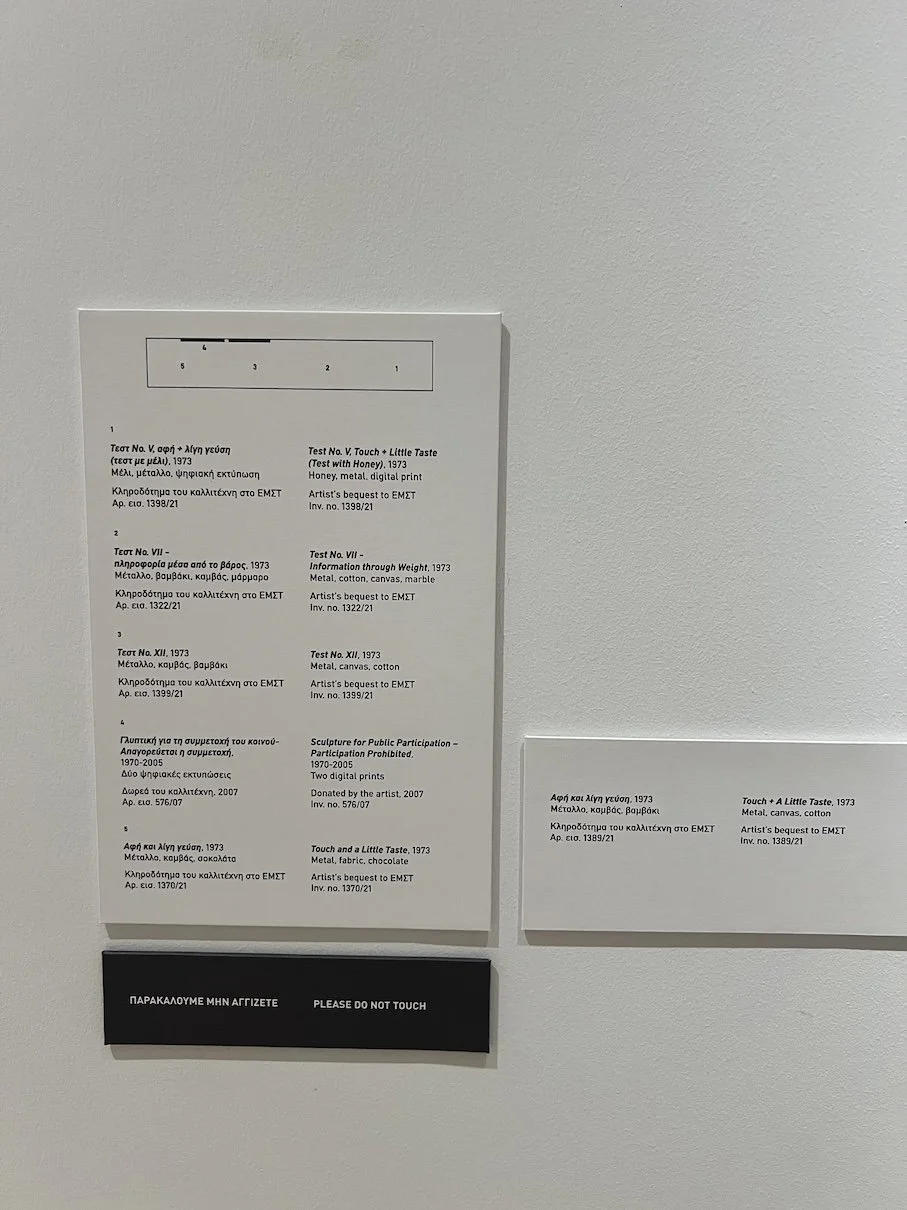 4
5 3 2 1
1
Τεστ Νο. V, αφή + λίγη γεύση
(τεστ με μέλι), 1973
Μέλι, μέταλλο, ψηφιακή εκτύπωση
Κληροδότημα του καλλιτέχνη στο ΕΜΣΤ
Αρ. εισ. 1398/21
Test No. V, Touch + Little Taste
(Test with Honey), 1973
Honey, metal, digital print
Artist's bequest to ΕΜΣΤ
Inv. no. 1398/21
2
Τεστ Νο. VII –
πληροφορία μέσα από το βάρος, 1973
Μέταλλο, βαμβάκι, καμβάς, μάρμαρο
Κληροδότημα του καλλιτέχνη στο ΕΜΣΤ
Αρ. εισ. 1322/21
Test No. VII –
Information through Weight, 1973
Metal, cotton, canvas, marble
Artist's bequest to ΕΜΣΤ
Inv. no. 1322/21
3
Τεστ Νο. XII, 1973
Μέταλλο, καμβάς, βαμβάκι
Κληροδότημα του καλλιτέχνη στο ΕΜΣΤ
Αρ. εισ. 1399/21
Test No. XII, 1973
Metal, canvas, cotton
Artist's bequest to ΕΜΣΤ
Inv. no. 1399/21
4
Γλυπτική για τη συμμετοχή του κοινού–
Απαγορεύεται η συμμετοχή,
1970-2005
Δύο ψηφιακές εκτυπώσεις
Δωρεά του καλλιτέχνη, 2007
Αρ. εισ. 576/07
Sculpture for Public Participation –
Participation Prohibited,
1970-2005
Two digital prints
Donated by the artist, 2007
Inv. no. 576/07
5
Αφή και λίγη γεύση, 1973
Μέταλλο, καμβάς, σοκολάτα
Κληροδότημα του καλλιτέχνη στο ΕΜΣΤ
Αρ. εισ. 1370/21
Touch and a Little Taste, 1973
Metal, fabric, chocolate
Artist's bequest to ΕΜΣΤ
Inv. no. 1370/21
ΠΑΡΑΚΑΛΟΥΜΕ ΜΗΝ ΑΓΓΙΖΕΤΕ
PLEASE DO NOT TOUCH
Αφή και λίγη γεύση, 1973
Μέταλλο, καμβάς, βαμβάκι
Κληροδότημα του καλλιτέχνη στο ΕΜΣΤ
Αρ. εισ. 1389/21
Touch + A Little Taste, 1973
Metal, canvas, cotton
Artist's bequest to ΕΜΣΤ
Inv. no. 1389/21